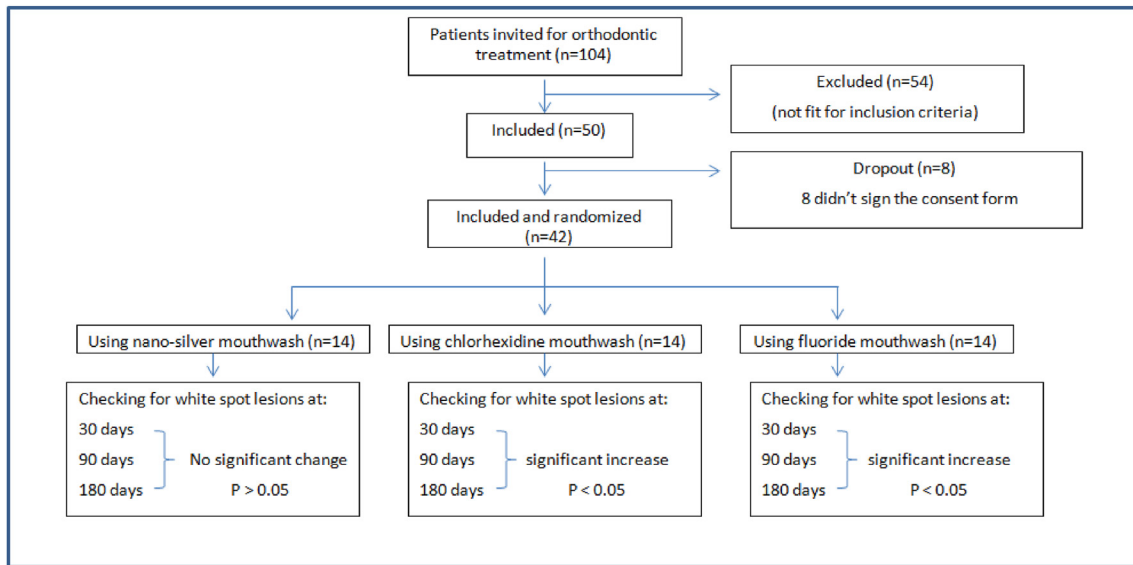 Patients invited for orthodontic
treatment (n=104)
Excluded (n=54)
(not fit for inclusion criteria)
Included (n=50)
Dropout (n=8)
8 didn't sign the consent form
Included and randomized
(n=42)
Using nano-silver mouthwash (n=14)
Using chlorhexidine mouthwash (n=14)
Using fluoride mouthwash (n=14)
Checking for white spot lesions at:
30 days
90 days No significant change
180 days P > 0.05
Checking for white spot lesions at:
30 days
90 days significant increase
180 days P < 0.05
Checking for white spot lesions at:
30 days
90 days significant increase
180 days P < 0.05